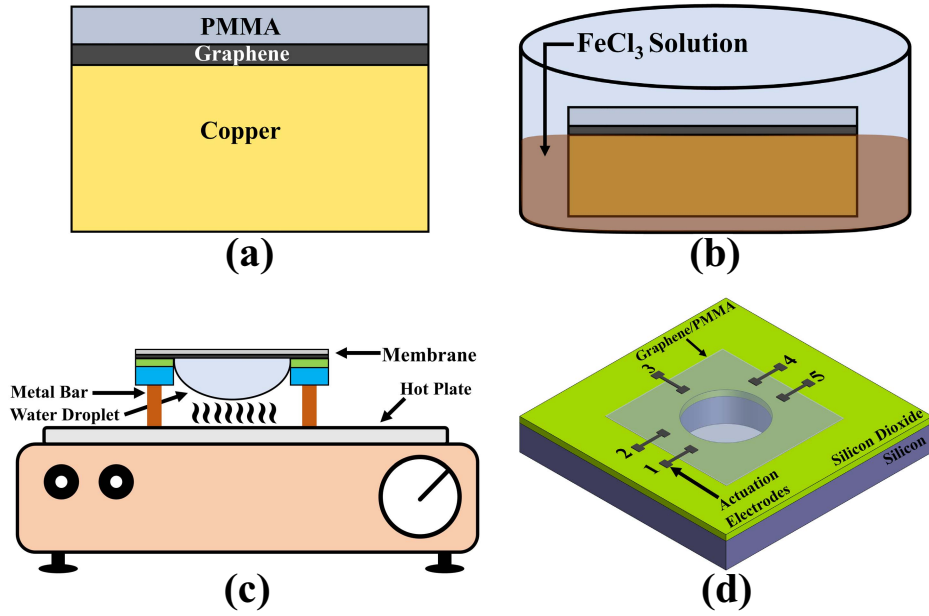 PMMA
Graphene
Copper
(a)
FeCl₃ Solution
(b)
Membrane
Metal Bar
Hot Plate
Water Droplet
(c)
Graphene/PMMA
3
4
5
2
1
Actuation
Electrodes
Silicon Dioxide
Silicon
(d)